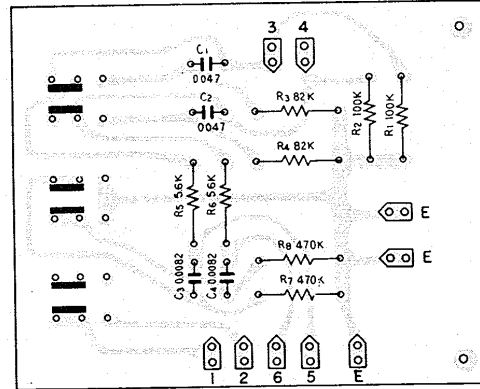 3 4
C1
0047
C2
0047
R3 82K
R4 82K
R2 100K
R1 100K
R5 5.6K
R6 5.6K
E
E
C3 0.0082
C4 0.0082
R8 470K
R7 470K
1 2 6 5 E